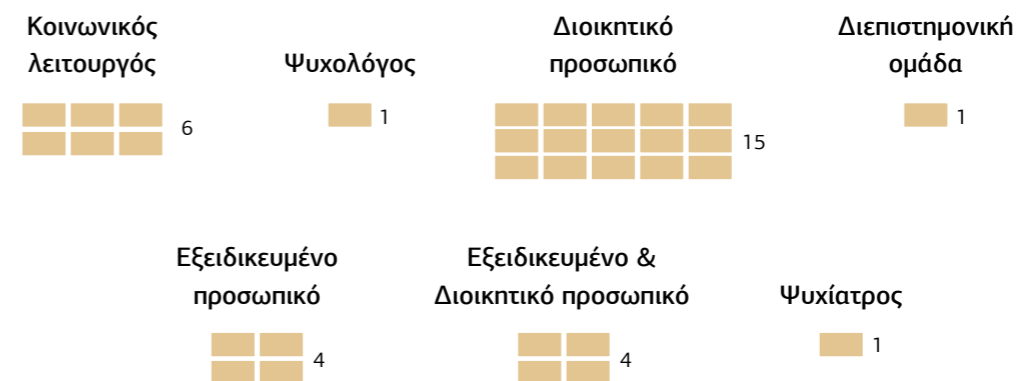 Κοινωνικός
λειτουργός
6
Ψυχολόγος
1
Διοικητικό
προσωπικό
15
Διεπιστημονική
ομάδα
1
Εξειδικευμένο
προσωπικό
4
Εξειδικευμένο &
Διοικητικό προσωπικό
4
Ψυχίατρος
1